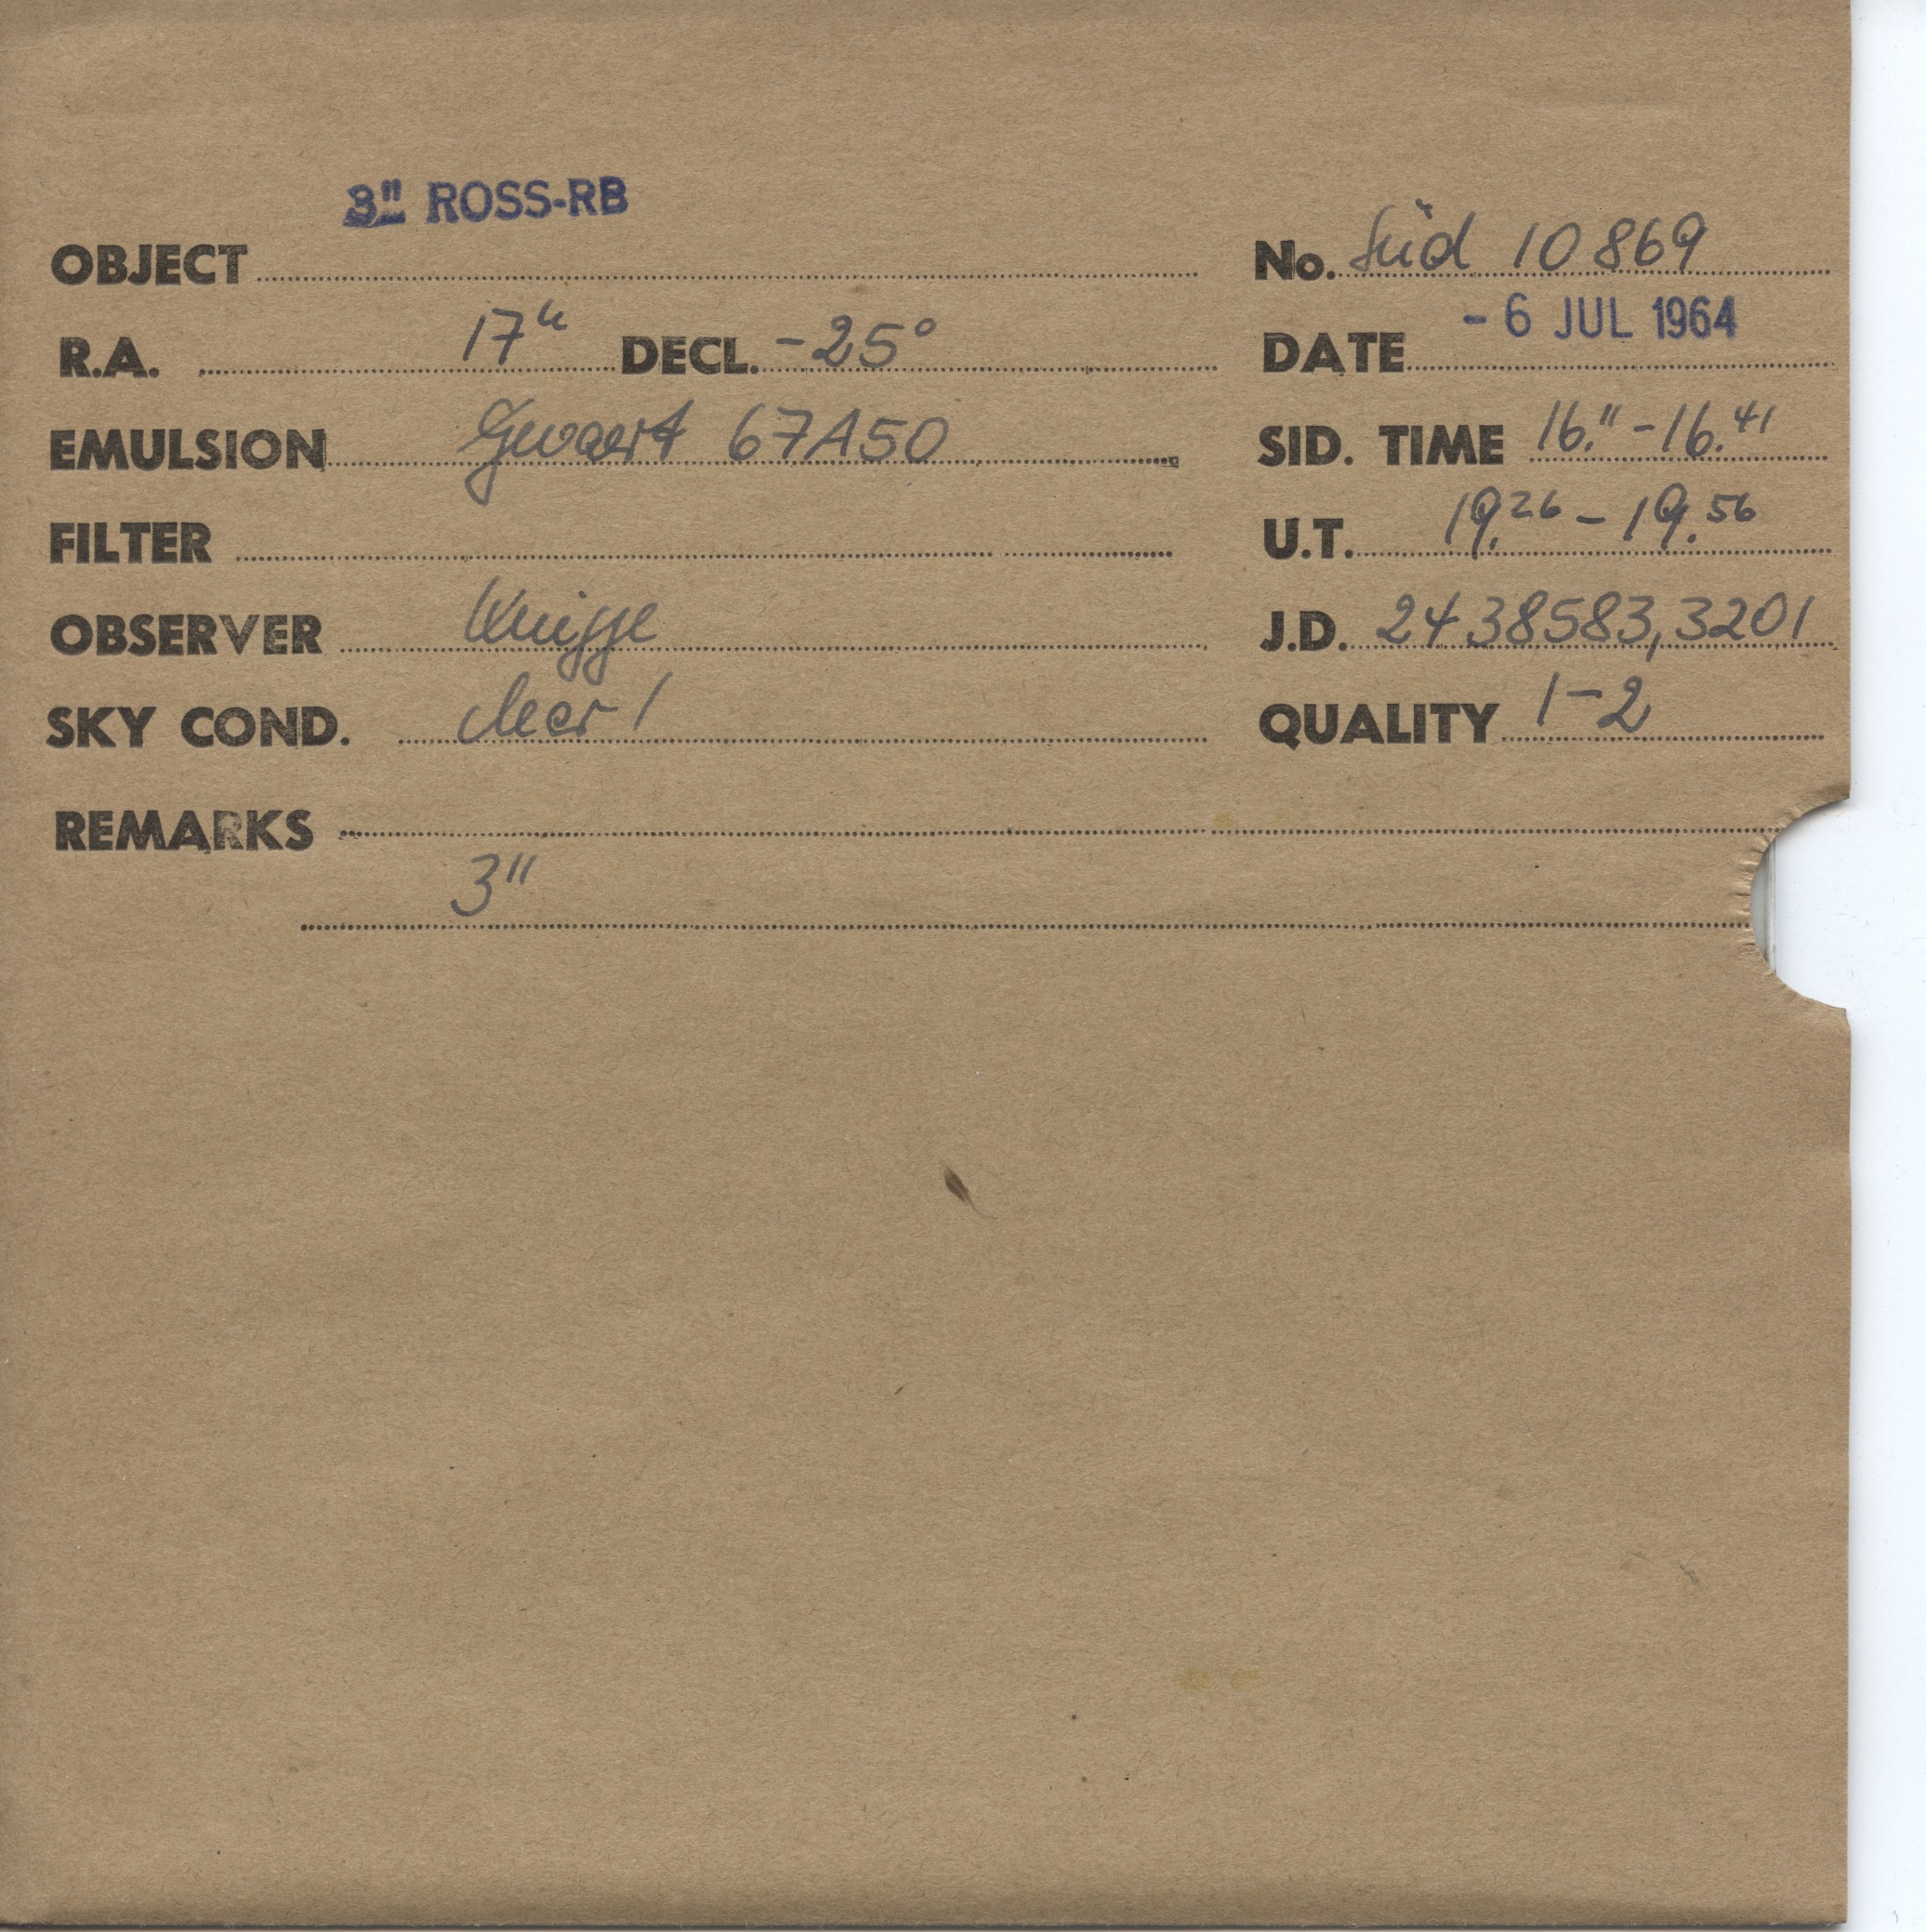 3" ROSS-RB
OBJECT No. Süd 10869
R.A. 17h DECL. -25° DATE - 6 JUL 1964
EMULSION Gevaert 67A50 SID. TIME 16.11 - 16.41
FILTER U.T. 19.26 - 19.56
OBSERVER Knigge J.D. 2438583,3201
SKY COND. clear 1 QUALITY 1-2
REMARKS
3"